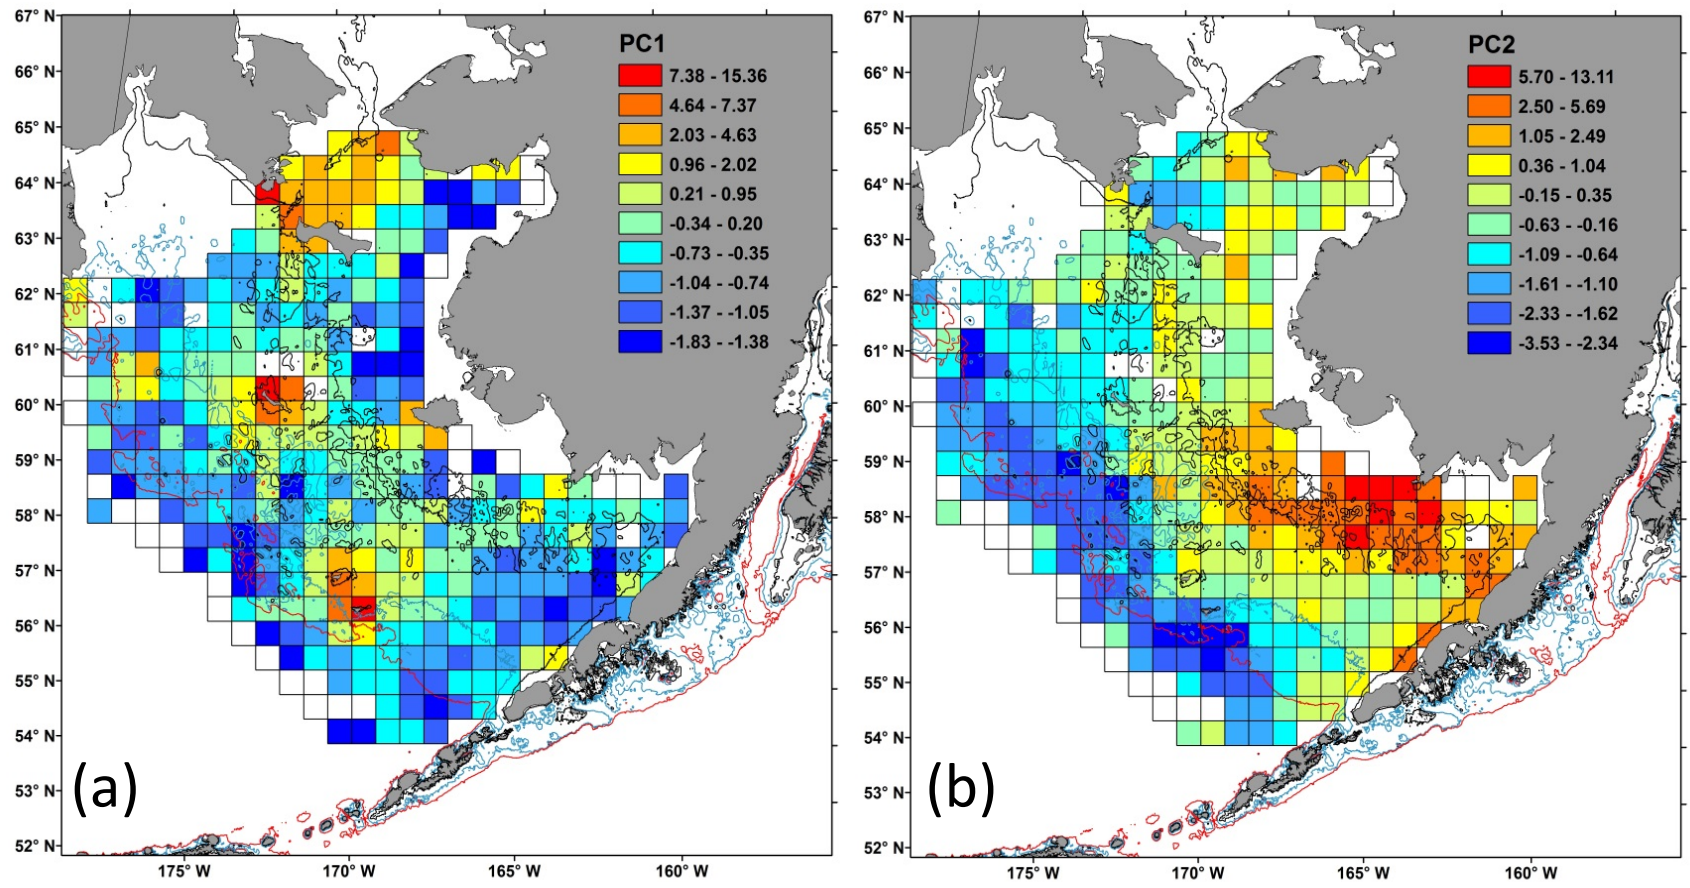 67° N
66° N
65° N
64° N
63° N
62° N
61° N
60° N
59° N
58° N
57° N
56° N
55° N
54° N
53° N
52° N
175° W
170° W
165° W
160° W
PC1
7.38 - 15.36
4.64 - 7.37
2.03 - 4.63
0.96 - 2.02
0.21 - 0.95
-0.34 - 0.20
-0.73 - -0.35
-1.04 - -0.74
-1.37 - -1.05
-1.83 - -1.38
(a)
67° N
66° N
65° N
64° N
63° N
62° N
61° N
60° N
59° N
58° N
57° N
56° N
55° N
54° N
53° N
52° N
175° W
170° W
165° W
160° W
PC2
5.70 - 13.11
2.50 - 5.69
1.05 - 2.49
0.36 - 1.04
-0.15 - 0.35
-0.63 - -0.16
-1.09 - -0.64
-1.61 - -1.10
-2.33 - -1.62
-3.53 - -2.34
(b)